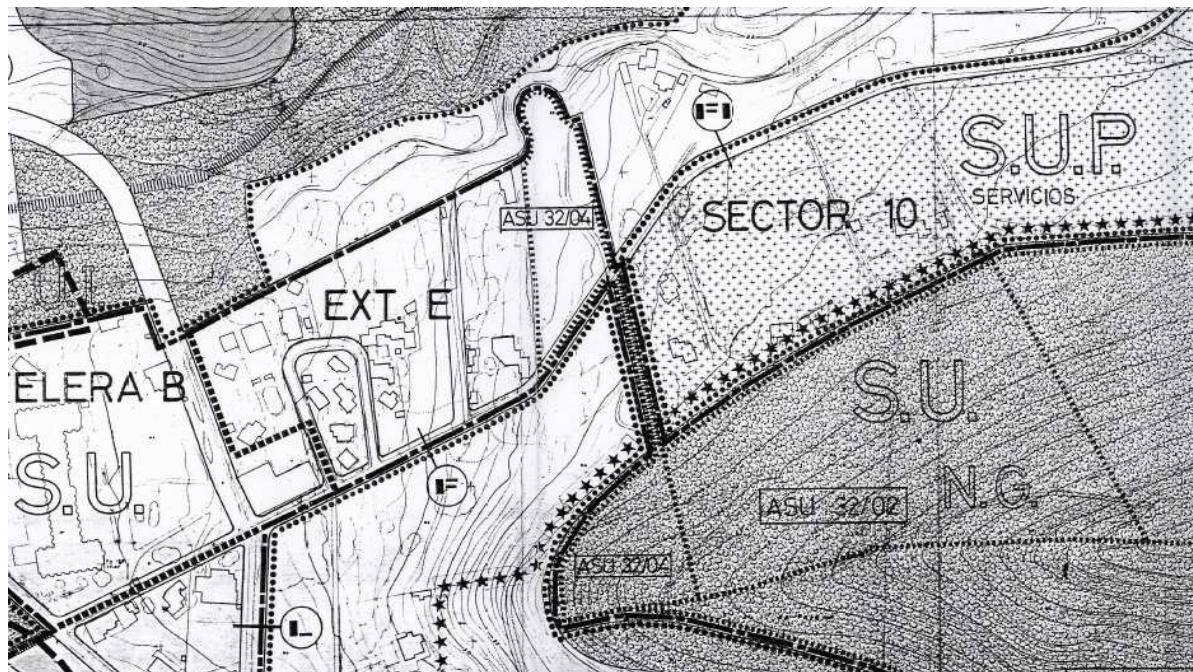 S.U.P.
SERVICIOS
SECTOR 10
ASU 32/04
EXT. E
ELERA B
S.U.
S.U.
N.G.
ASU 32/02
ASU 32/04